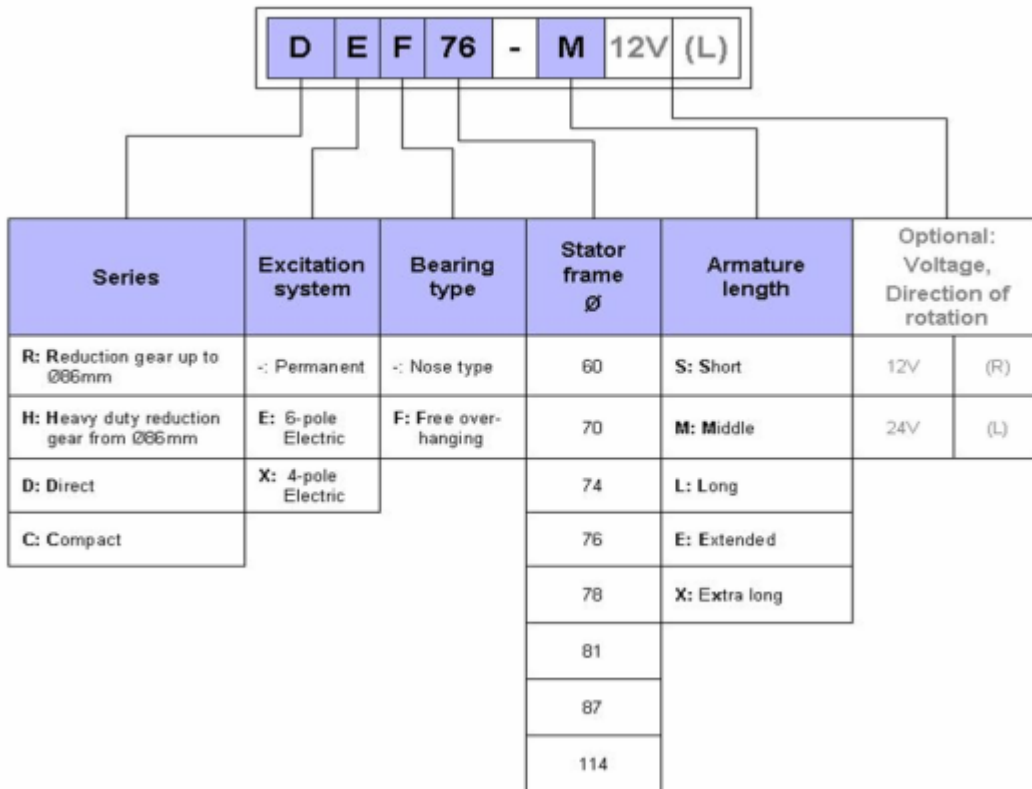 D E F 76 - M 12V (L)
Series
Excitation
system
Bearing
type
Stator
frame
Ø
Armature
length
Optional:
Voltage,
Direction of
rotation
R: Reduction gear up to
Ø86mm
-: Permanent
-: Nose type
60
S: Short
12V
(R)
H: Heavy duty reduction
gear from Ø86mm
E: 6-pole
Electric
F: Free over-
hanging
70
M: Middle
24V
(L)
D: Direct
X: 4-pole
Electric
74
L: Long
C: Compact
76
E: Extended
78
X: Extra long
81
87
114